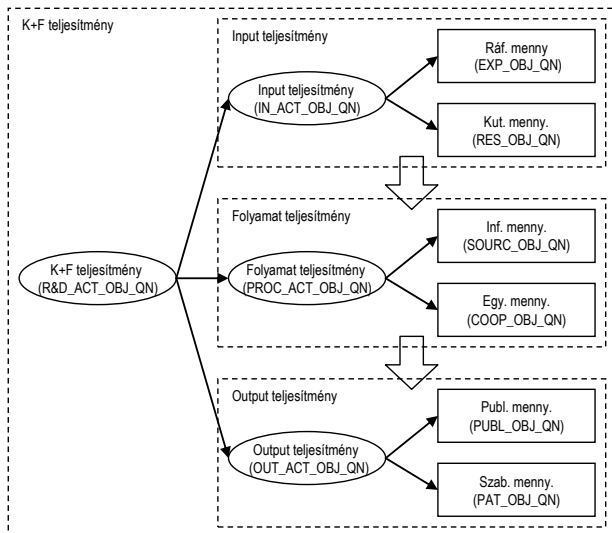 K+F teljesítmény
Input teljesítmény
Input teljesítmény
(IN_ACT_OBJ_QN)
Ráf. menny
(EXP_OBJ_QN)
Kut. menny.
(RES_OBJ_QN)
Folyamat teljesítmény
K+F teljesítmény
(R&D_ACT_OBJ_QN)
Folyamat teljesítmény
(PROC_ACT_OBJ_QN)
Inf. menny.
(SOURC_OBJ_QN)
Egy. menny.
(COOP_OBJ_QN)
Output teljesítmény
Output teljesítmény
(OUT_ACT_OBJ_QN)
Publ. menny.
(PUBL_OBJ_QN)
Szab. menny.
(PAT_OBJ_QN)